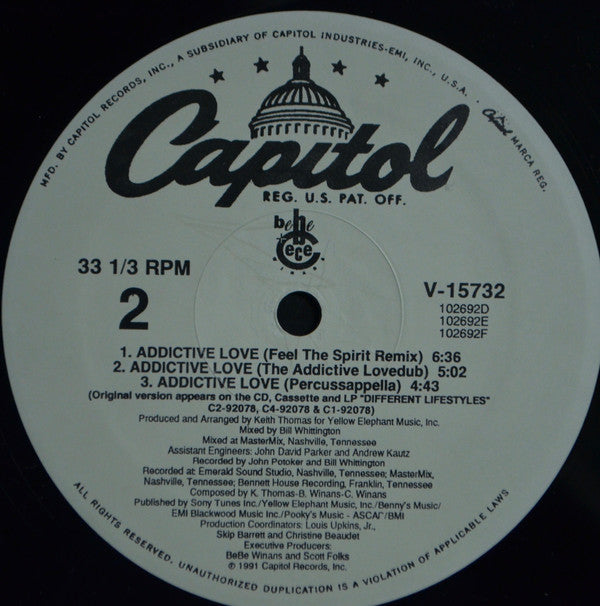 MFD. BY CAPITOL RECORDS, INC., A SUBSIDIARY OF CAPITOL INDUSTRIES-EMI, INC., U.S.A. . Capitol MARCA REG.
Capitol
REG. U.S. PAT. OFF.
bebe
cece
33 1/3 RPM
2
V-15732
102692D
102692E
102692F
1. ADDICTIVE LOVE (Feel The Spirit Remix) 6:36
2. ADDICTIVE LOVE (The Addictive Lovedub) 5:02
3. ADDICTIVE LOVE (Percussappella) 4:43
(Original version appears on the CD, Cassette and LP "DIFFERENT LIFESTYLES"
C2-92078, C4-92078 & C1-92078)
Produced and Arranged by Keith Thomas for Yellow Elephant Music, Inc.
Mixed by Bill Whittington
Mixed at MasterMix, Nashville, Tennessee
Assistant Engineers: John David Parker and Andrew Kautz
Recorded by John Potoker and Bill Whittington
Recorded at: Emerald Sound Studio, Nashville, Tennessee; MasterMix,
Nashville, Tennessee; Bennett House Recording, Franklin, Tennessee
Composed by K. Thomas-B. Winans-C. Winans
Published by Sony Tunes Inc./Yellow Elephant Music, Inc./Benny's Music/
EMI Blackwood Music Inc./Pooky's Music - ASCAP/BMI
Production Coordinators: Louis Upkins, Jr.,
Skip Barrett and Christine Beaudet
Executive Producers:
BeBe Winans and Scott Folks
℗ 1991 Capitol Records, Inc.
ALL RIGHTS RESERVED. UNAUTHORIZED DUPLICATION IS A VIOLATION OF APPLICABLE LAWS